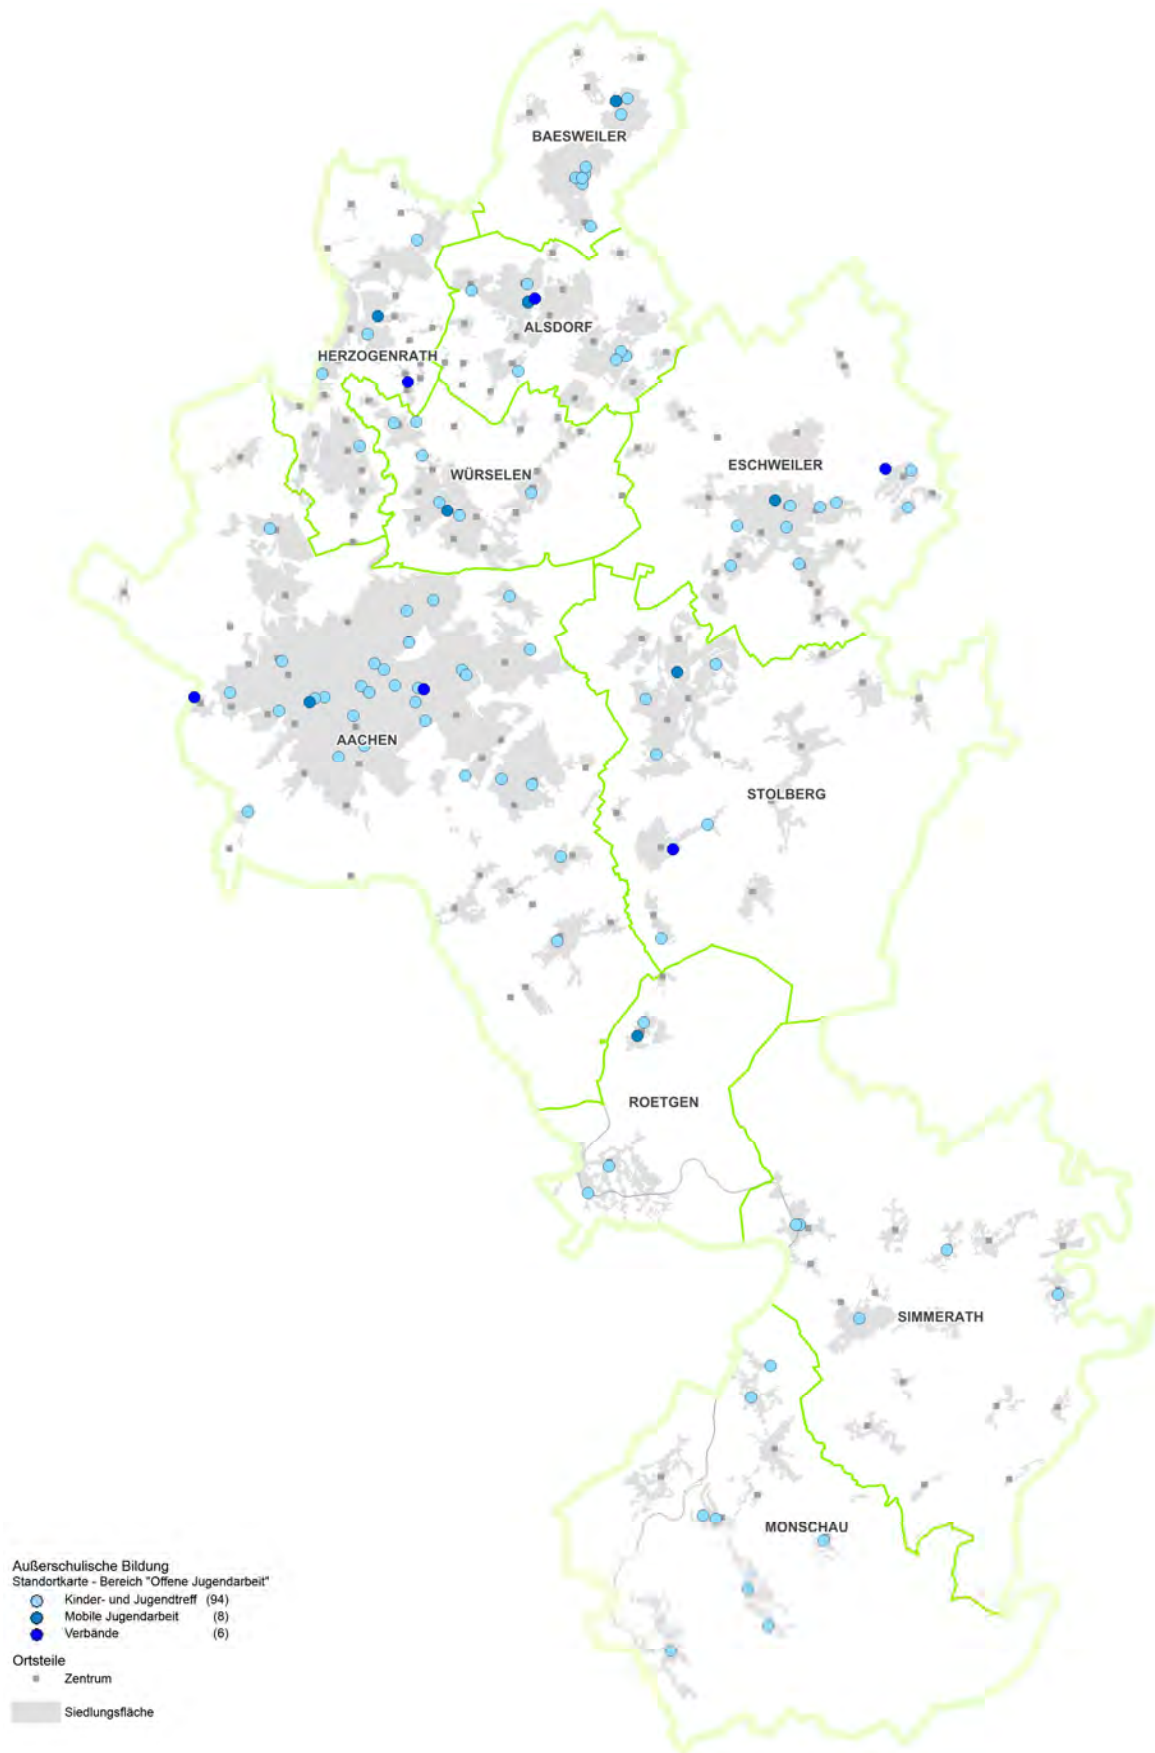 BAESWEILER
ALSDORF
HERZOGENRATH
WÜRSELEN
ESCHWEILER
AACHEN
STOLBERG
ROETGEN
SIMMERATH
MONSCHAU
Außerschulische Bildung
Standortkarte - Bereich "Offene Jugendarbeit"
Kinder- und Jugendtreff (94)
Mobile Jugendarbeit (8)
Verbände (6)
Ortsteile
Zentrum
Siedlungsfläche